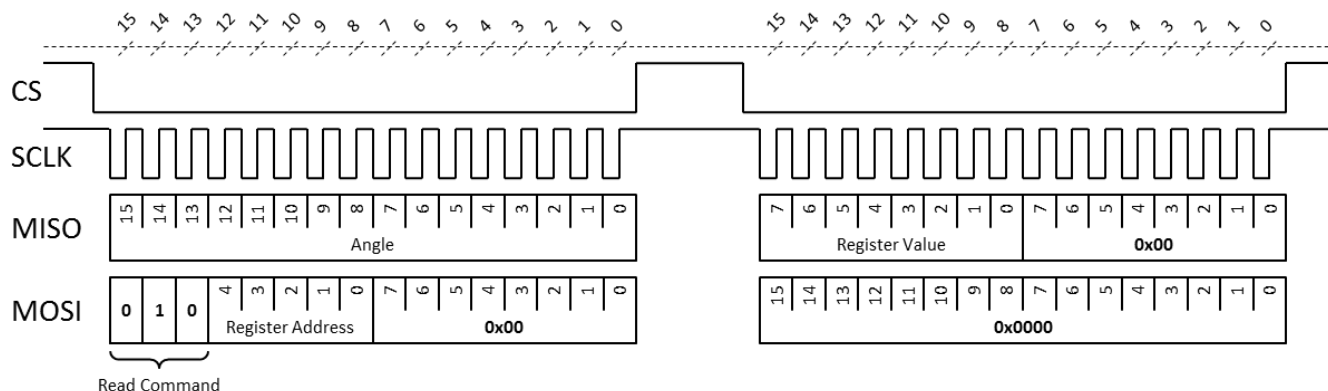 15 14 13 12 11 10 9 8 7 6 5 4 3 2 1 0 15 14 13 12 11 10 9 8 7 6 5 4 3 2 1 0
CS
SCLK
MISO
15 14 13 12 11 10 9 8 7 6 5 4 3 2 1 0 7 6 5 4 3 2 1 0 7 6 5 4 3 2 1 0
Angle Register Value 0x00
MOSI
0 1 0 4 3 2 1 0 7 6 5 4 3 2 1 0 15 14 13 12 11 10 9 8 7 6 5 4 3 2 1 0
Register Address 0x00 0x0000
Read Command